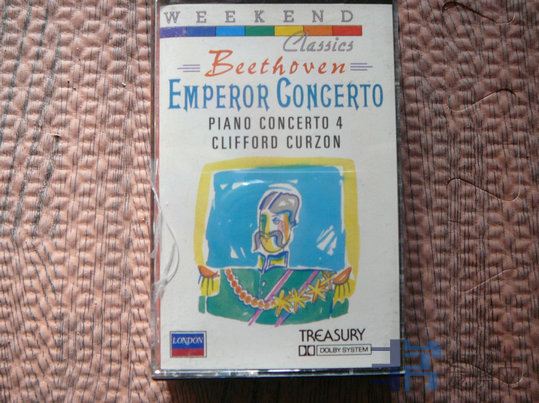 WEEKEND
Classics
Beethoven
EMPEROR CONCERTO
PIANO CONCERTO 4
CLIFFORD CURZON
LONDON
TREASURY
DOLBY SYSTEM